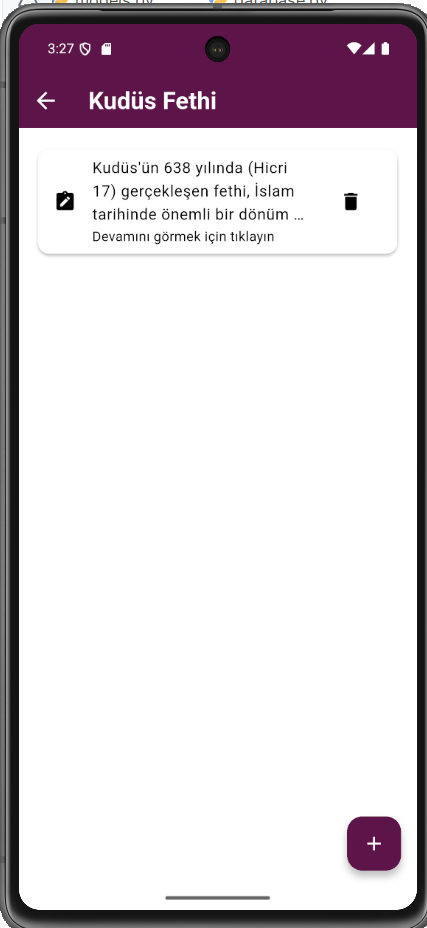 3:27
Kudüs Fethi
Kudüs'ün 638 yılında (Hicri
17) gerçekleşen fethi, İslam
tarihinde önemli bir dönüm ...
Devamını görmek için tıklayın
+